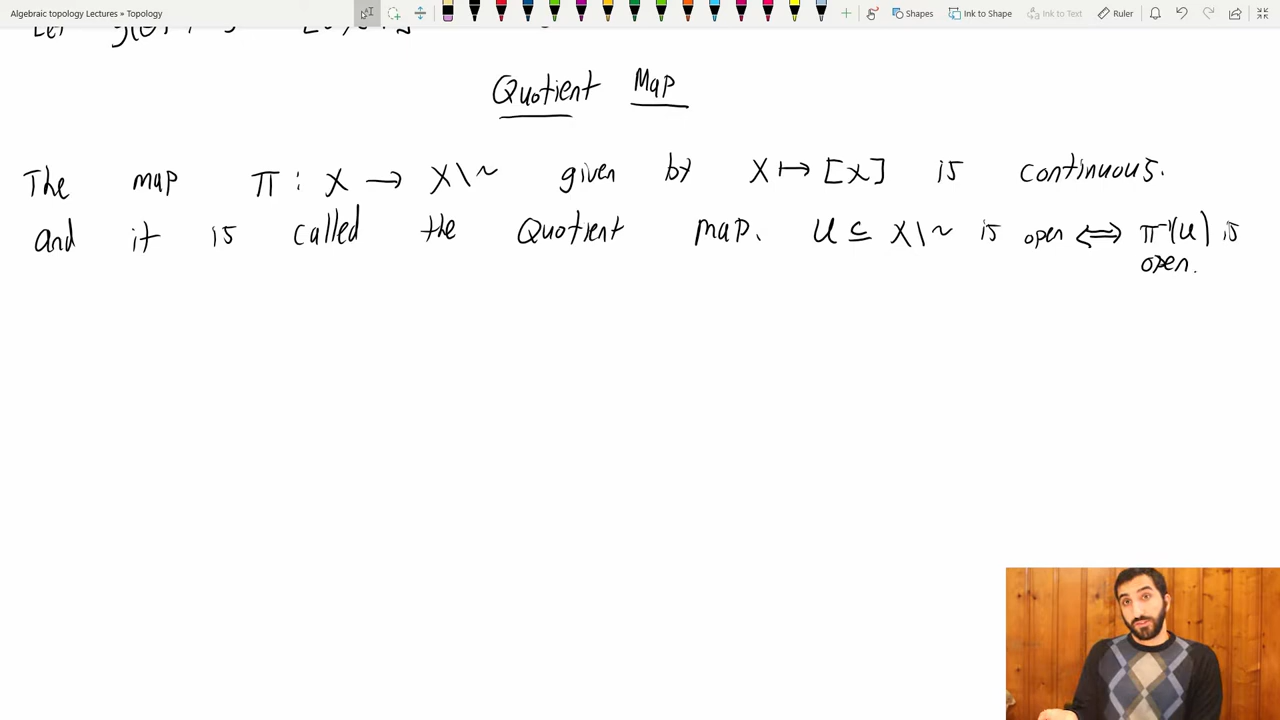 Algebraic topology Lectures » Topology
Shapes Ink to Shape Ink to Text Ruler
Let
Quotient Map
The map π : X → X\~ given by x ↦ [x] is continuous.
and it is called the Quotient map. U ⊆ X\~ is open ⟺ π⁻¹(U) is
open.